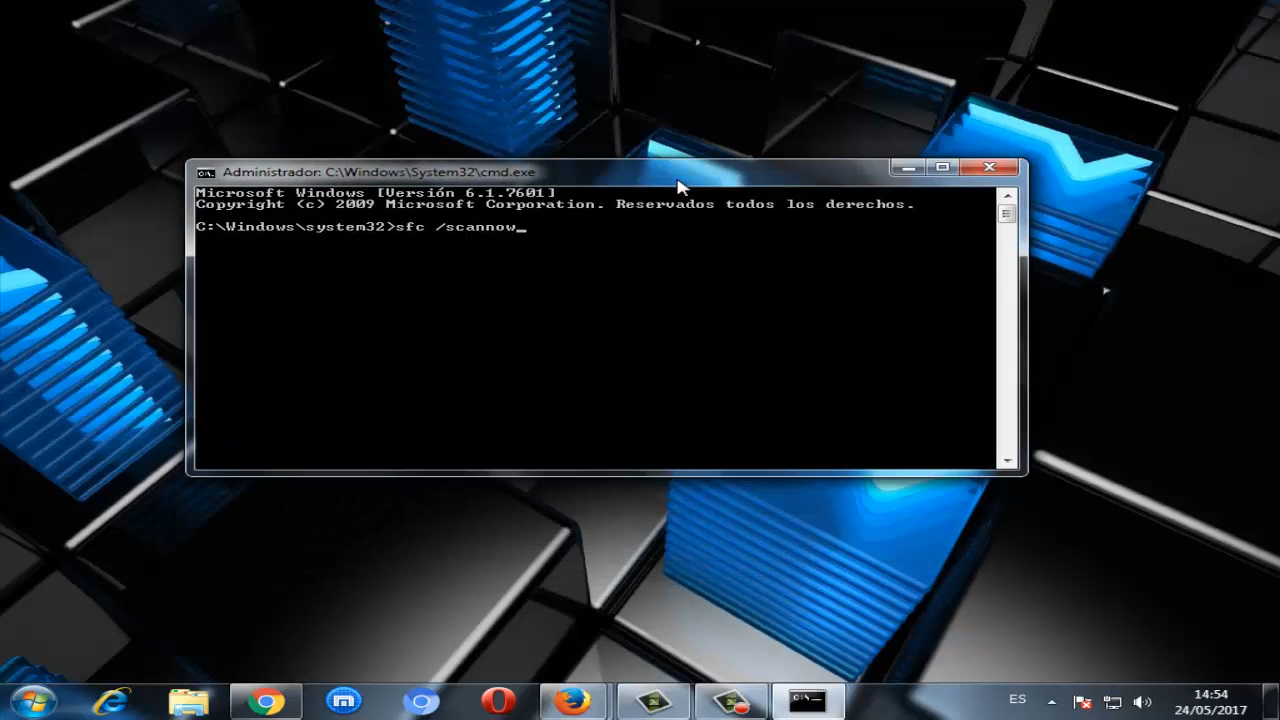 Administrador: C:\Windows\System32\cmd.exe
Microsoft Windows [Versión 6.1.7601]
Copyright (c) 2009 Microsoft Corporation. Reservados todos los derechos.
C:\Windows\system32>sfc /scannow_
ES
14:54
24/05/2017